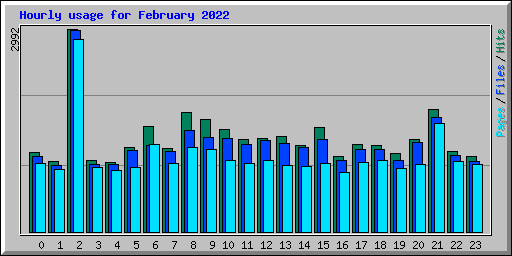 Hourly usage for February 2022
2992
Pages / Files / Hits
0 1 2 3 4 5 6 7 8 9 10 11 12 13 14 15 16 17 18 19 20 21 22 23